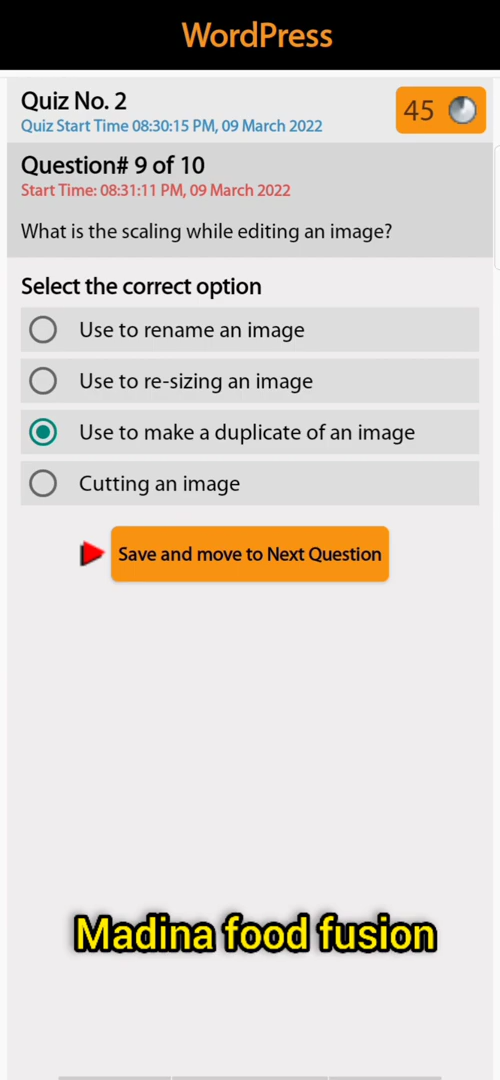 WordPress
Quiz No. 2
Quiz Start Time 08:30:15 PM, 09 March 2022
45
Question# 9 of 10
Start Time: 08:31:11 PM, 09 March 2022
What is the scaling while editing an image?
Select the correct option
Use to rename an image
Use to re-sizing an image
Use to make a duplicate of an image
Cutting an image
Save and move to Next Question
Madina food fusion